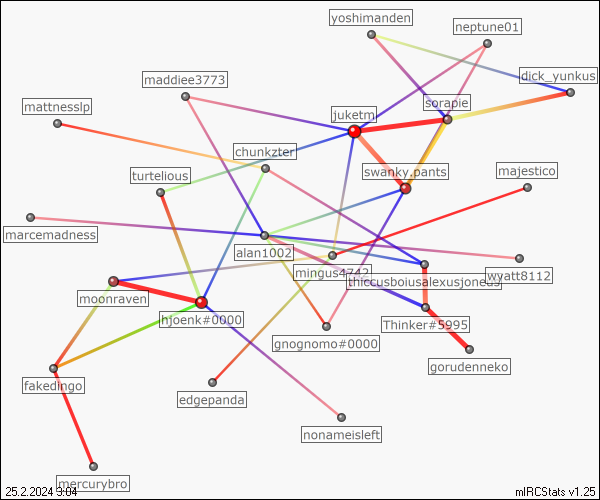 yoshimanden
neptune01
maddiee3773
dick_yunkus
mattnesslp
juketm
sorapie
chunkzter
turtelious
swanky.pants
majestico
marcemadness
alan1002
mingus4742
wyatt8112
thiccusboiusalexusjoneus
moonraven
hjoenk#0000
Thinker#5995
gnognomo#0000
gorudenneko
fakedingo
edgepanda
nonameisleft
mercurybro
25.2.2024 3:04
mIRCStats v1.25